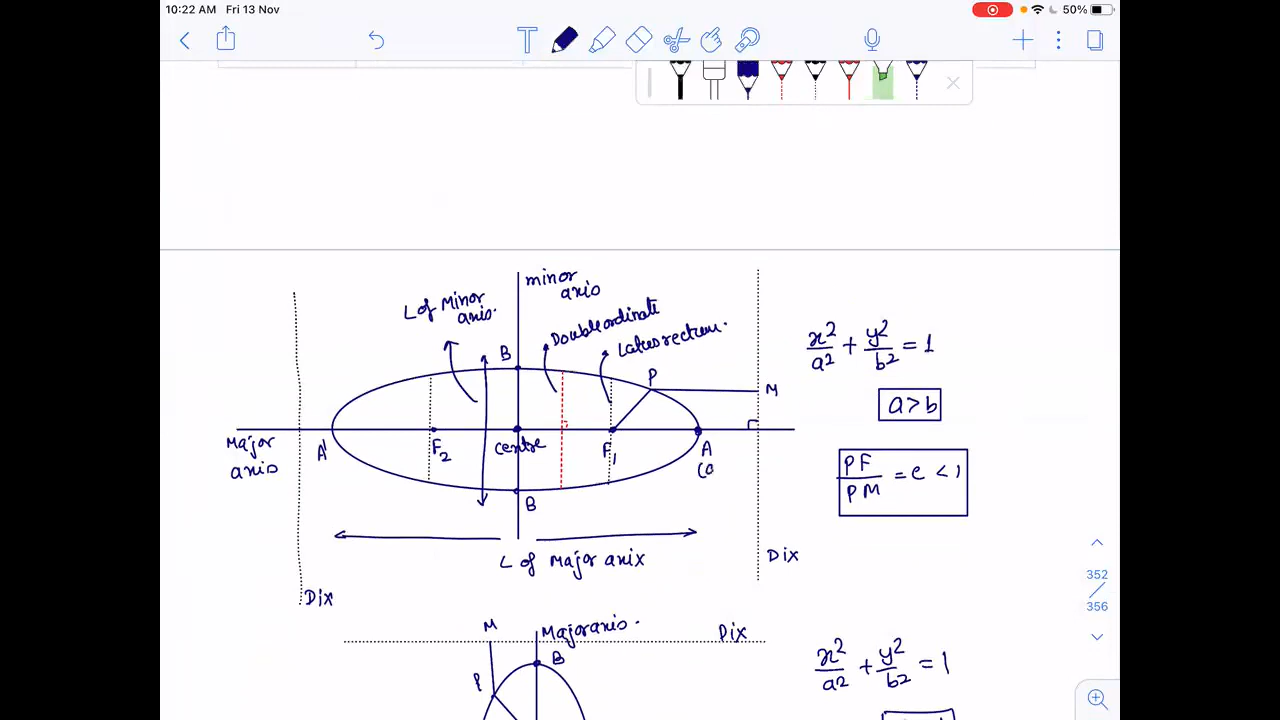 10:22 AM Fri 13 Nov
50%
T
minor
axis
L of Minor
axis.
Double ordinate
Latus rectum.
B
P
M
x²/a² + y²/b² = 1
a>b
Major
axis
A'
F₂
centre
F₁
A
(a
B
PF/PM = e < 1
L of Major anix
Dix
Dix
352
356
M
Major axis.
Dix
B
P
x²/a² + y²/b² = 1